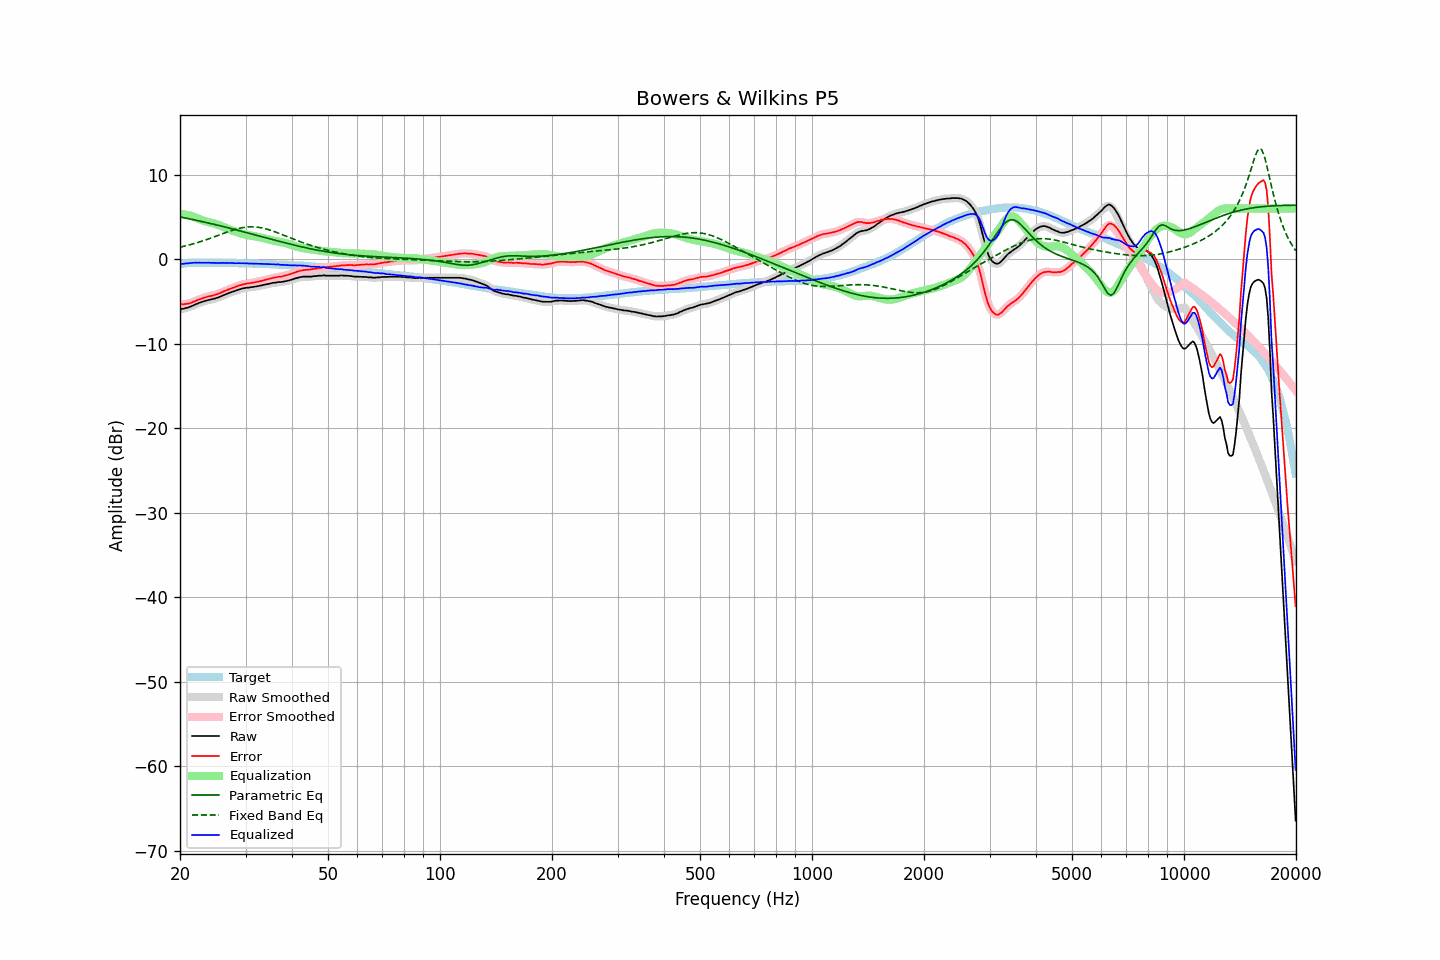 Bowers & Wilkins P5
Amplitude (dBr)
10
0
−10
−20
−30
−40
−50
−60
−70
Target
Raw Smoothed
Error Smoothed
Raw
Error
Equalization
Parametric Eq
Fixed Band Eq
Equalized
20 50 100 200 500 1000 2000 5000 10000 20000
Frequency (Hz)